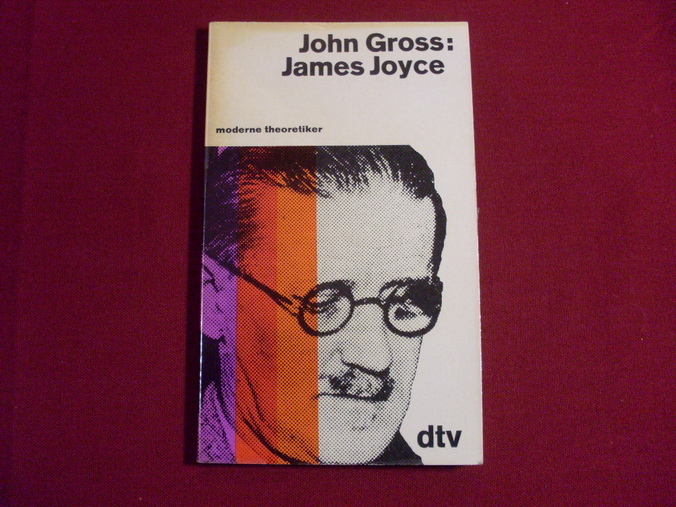 John Gross:
James Joyce
moderne theoretiker
dtv